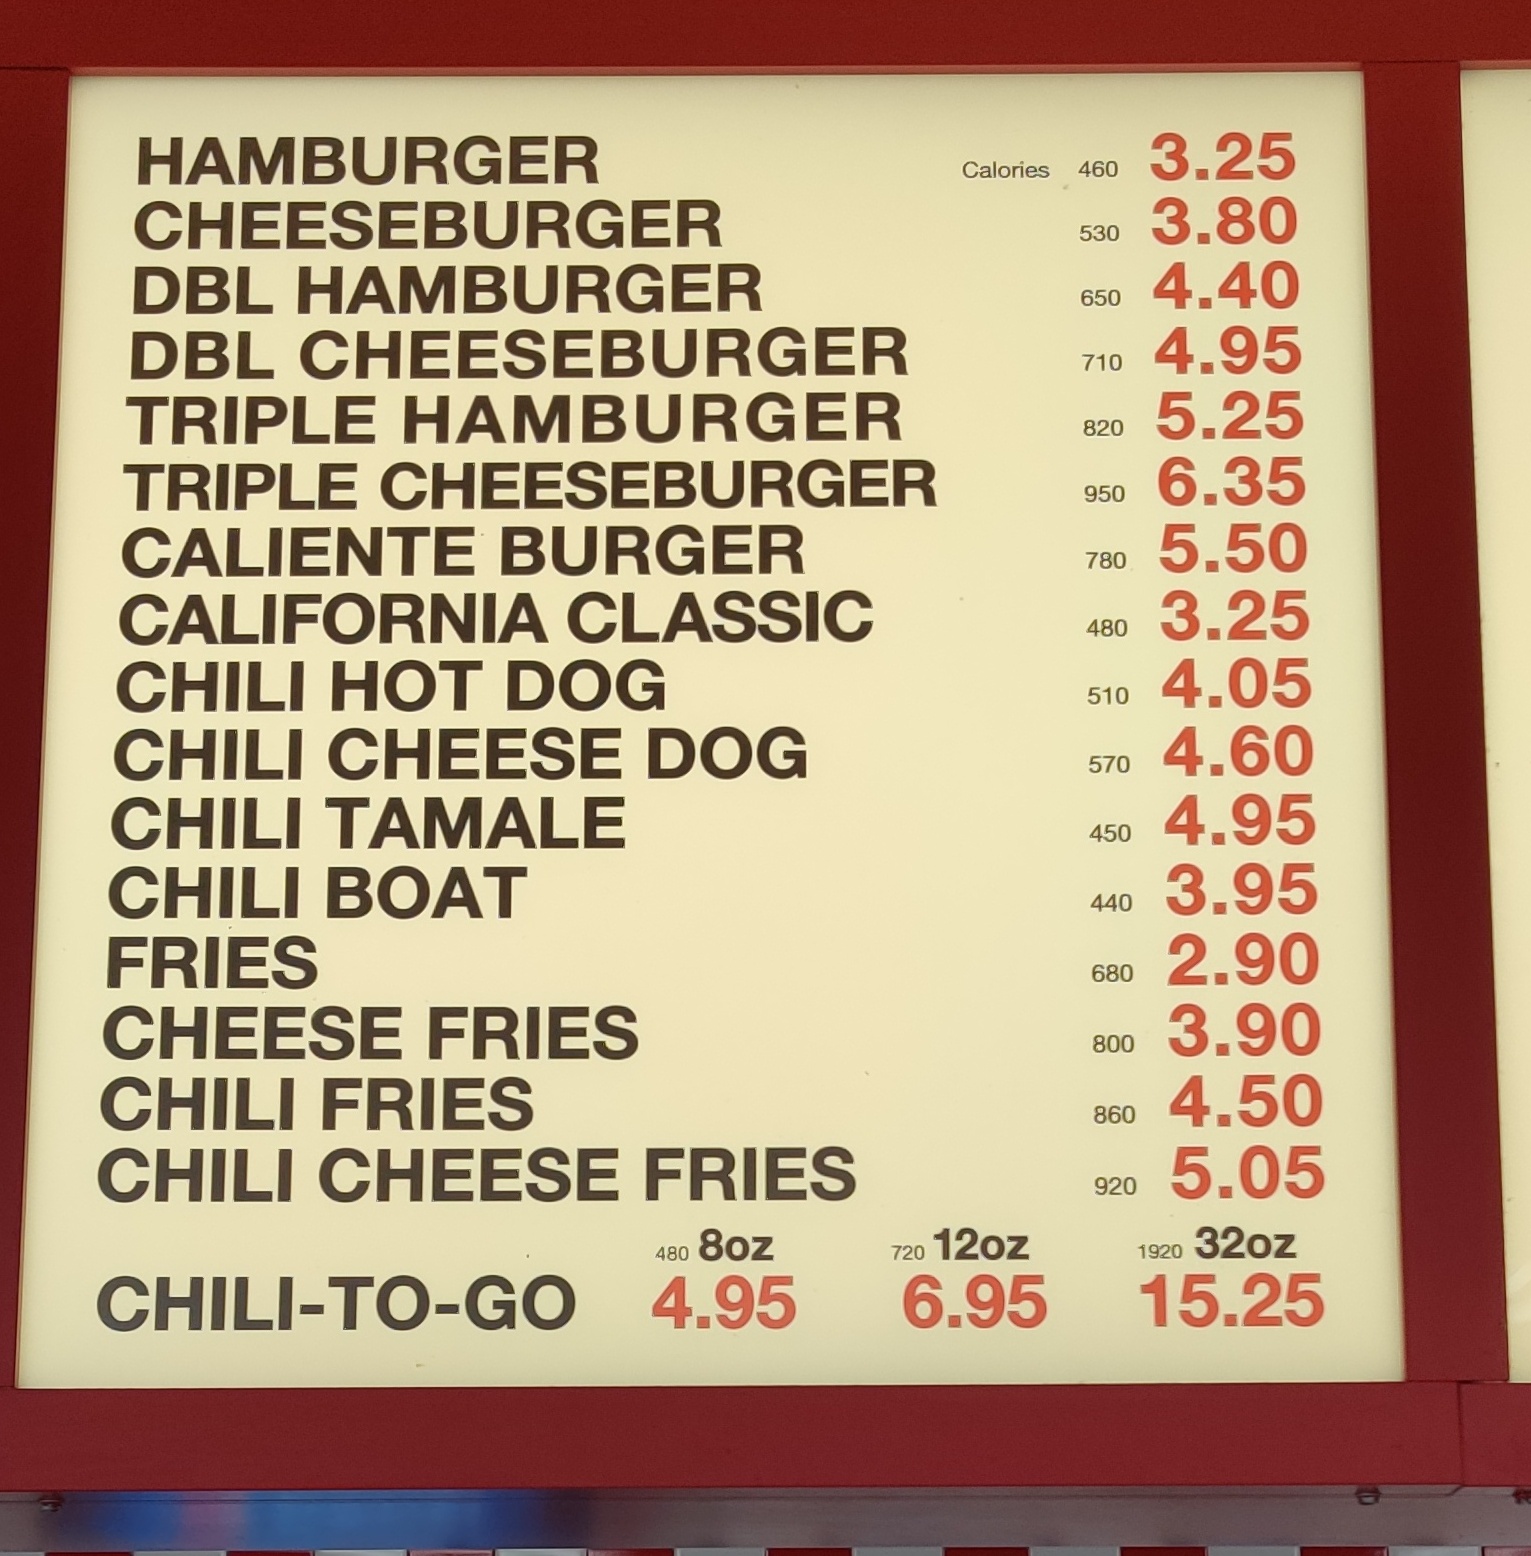 HAMBURGER Calories 460 3.25
CHEESEBURGER 530 3.80
DBL HAMBURGER 650 4.40
DBL CHEESEBURGER 710 4.95
TRIPLE HAMBURGER 820 5.25
TRIPLE CHEESEBURGER 950 6.35
CALIENTE BURGER 780 5.50
CALIFORNIA CLASSIC 480 3.25
CHILI HOT DOG 510 4.05
CHILI CHEESE DOG 570 4.60
CHILI TAMALE 450 4.95
CHILI BOAT 440 3.95
FRIES 680 2.90
CHEESE FRIES 800 3.90
CHILI FRIES 860 4.50
CHILI CHEESE FRIES 920 5.05
480 8oz 720 12oz 1920 32oz
CHILI-TO-GO 4.95 6.95 15.25